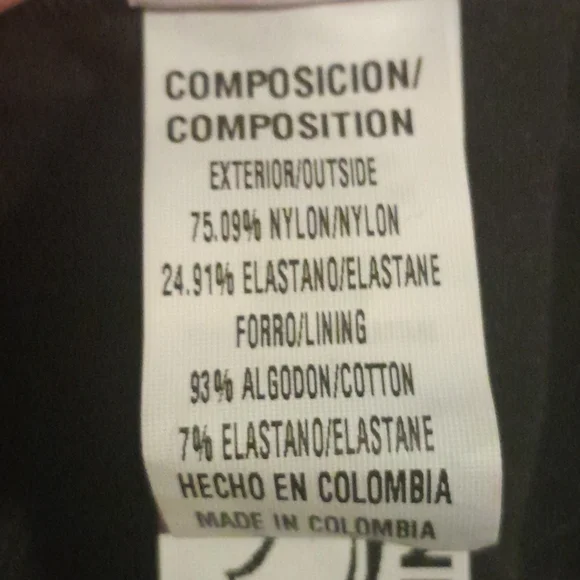 COMPOSICION/
COMPOSITION
EXTERIOR/OUTSIDE
75.09% NYLON/NYLON
24.91% ELASTANO/ELASTANE
FORRO/LINING
93% ALGODON/COTTON
7% ELASTANO/ELASTANE
HECHO EN COLOMBIA
MADE IN COLOMBIA